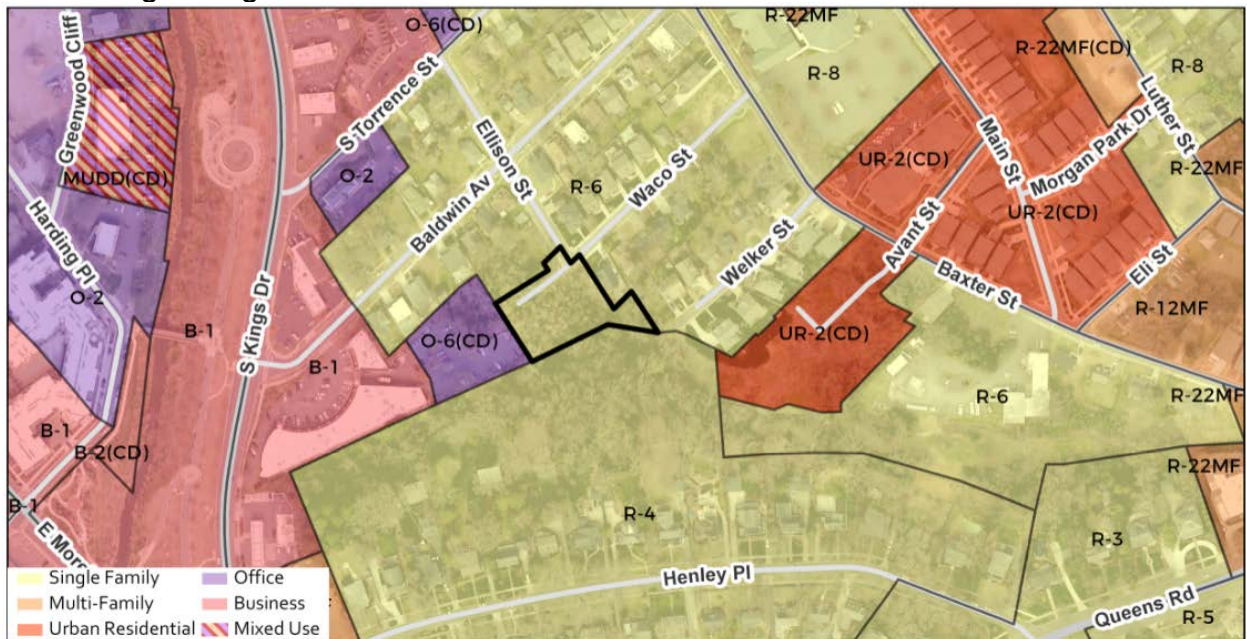 Greenwood Cliff
MUDD(CD)
Harding Pl
O-2
B-1
B-2(CD)
B-1
B-1
E Mor
S Kings Dr
B-1
S Torrence St
O-6(CD)
O-2
Baldwin Av
Ellison St
R-6
Waco St
O-6(CD)
Welker St
R-22MF
R-8
UR-2(CD)
Avant St
UR-2(CD)
Main St
R-22MF(CD)
Morgan Park Dr
UR-2(CD)
Luther St
R-8
R-22MF
Eli St
R-12MF
Baxter St
R-6
R-22MF
R-22MF
R-4
R-3
Henley Pl
Queens Rd
R-5
Single Family
Multi-Family
Urban Residential
Office
Business
Mixed Use